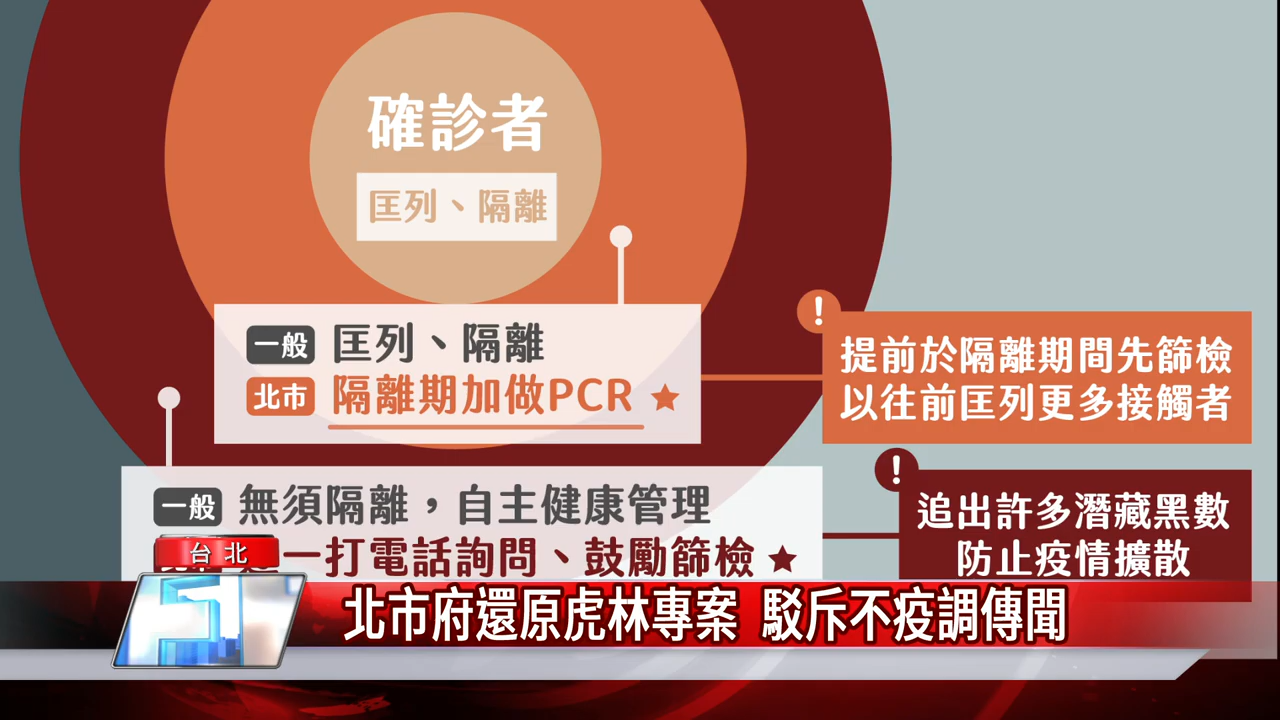 確診者
匡列、隔離
一般 匡列、隔離
北市 隔離期加做PCR
!
提前於隔離期間先篩檢
以往前匡列更多接觸者
一般 無須隔離,自主健康管理
一打電話詢問、鼓勵篩檢
!
追出許多潛藏黑數
防止疫情擴散
台北
北市府還原虎林專案 駁斥不疫調傳聞